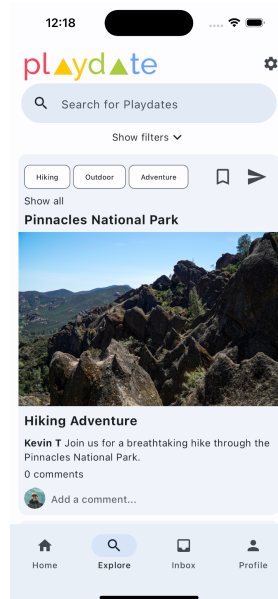 12:18
playdate
Search for Playdates
Show filters
Hiking Outdoor Adventure
Show all
Pinnacles National Park
Hiking Adventure
Kevin T Join us for a breathtaking hike through the
Pinnacles National Park.
0 comments
Add a comment...
Home Explore Inbox Profile